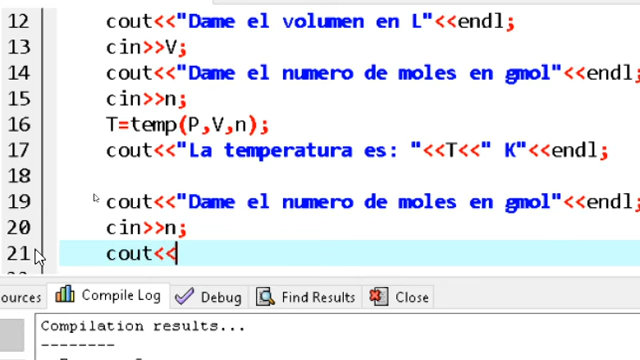 12 cout<<"Dame el volumen en L"<<endl;
13 cin>>V;
14 cout<<"Dame el numero de moles en gmol"<<endl;
15 cin>>n;
16 T=temp(P,V,n);
17 cout<<"La temperatura es: "<<T<<" K"<<endl;
18
19 cout<<"Dame el numero de moles en gmol"<<endl;
20 cin>>n;
21 cout<<
ources Compile Log Debug Find Results Close
Compilation results...
--------